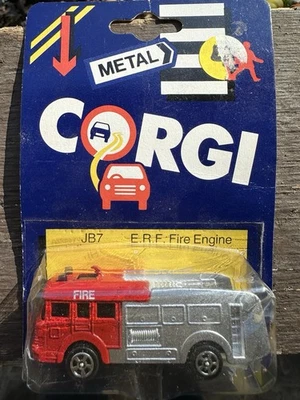 METAL
CORGI
JB7 E.R.F. Fire Engine
FIRE